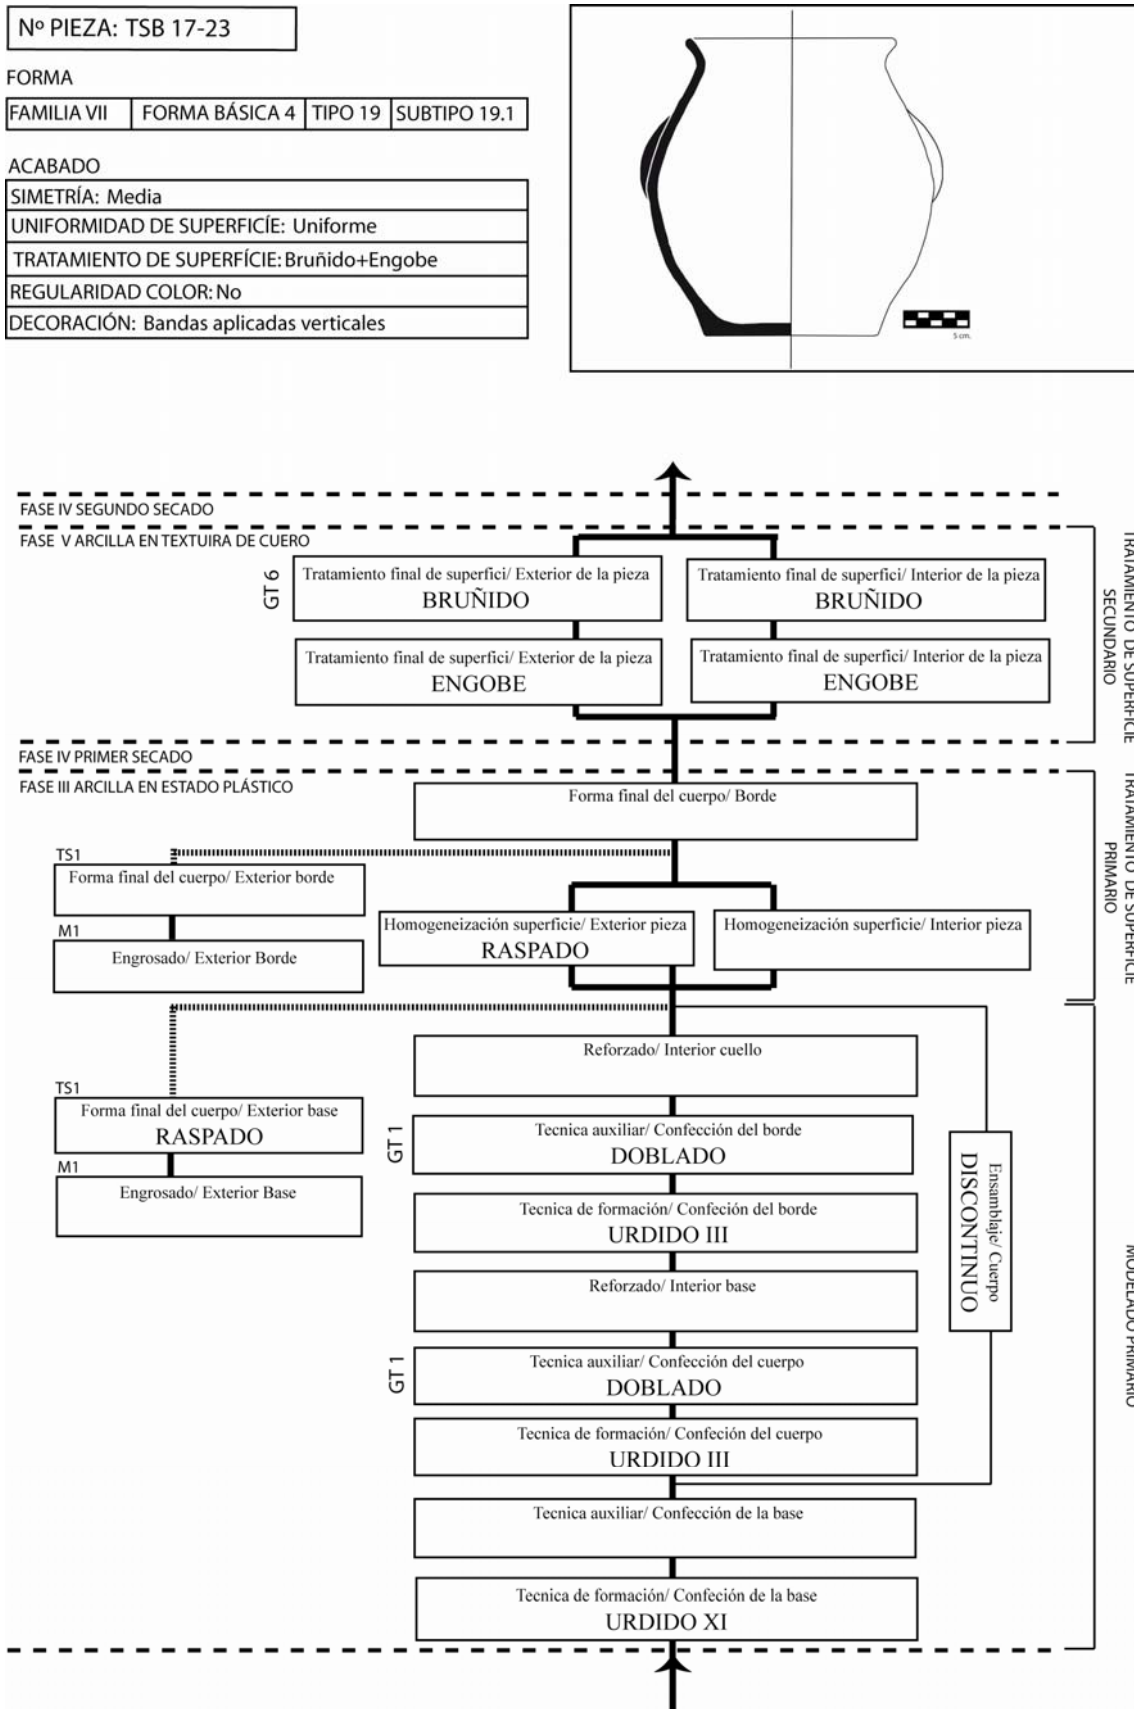 Nº PIEZA: TSB 17-23
FORMA
FAMILIA VII FORMA BÁSICA 4 TIPO 19 SUBTIPO 19.1
ACABADO
SIMETRÍA: Media
UNIFORMIDAD DE SUPERFICÍE: Uniforme
TRATAMIENTO DE SUPERFÍCIE: Bruñido+Engobe
REGULARIDAD COLOR: No
DECORACIÓN: Bandas aplicadas verticales
5 cm.
FASE IV SEGUNDO SECADO
FASE V ARCILLA EN TEXTUIRA DE CUERO
GT 6
Tratamiento final de superfici/ Exterior de la pieza
BRUÑIDO
Tratamiento final de superfici/ Interior de la pieza
BRUÑIDO
Tratamiento final de superfici/ Exterior de la pieza
ENGOBE
Tratamiento final de superfici/ Interior de la pieza
ENGOBE
TRATAMIENTO DE SUPERFICIE
SECUNDARIO
FASE IV PRIMER SECADO
FASE III ARCILLA EN ESTADO PLÁSTICO
Forma final del cuerpo/ Borde
TS1
Forma final del cuerpo/ Exterior borde
M1
Engrosado/ Exterior Borde
Homogeneización superficie/ Exterior pieza
RASPADO
Homogeneización superficie/ Interior pieza
TRATAMIENTO DE SUPERFICIE
PRIMARIO
Reforzado/ Interior cuello
TS1
Forma final del cuerpo/ Exterior base
RASPADO
M1
Engrosado/ Exterior Base
GT 1
Tecnica auxiliar/ Confección del borde
DOBLADO
Tecnica de formación/ Confeción del borde
URDIDO III
Reforzado/ Interior base
GT 1
Tecnica auxiliar/ Confección del cuerpo
DOBLADO
Tecnica de formación/ Confeción del cuerpo
URDIDO III
Ensamblaje/ Cuerpo
DISCONTINUO
Tecnica auxiliar/ Confección de la base
Tecnica de formación/ Confeción de la base
URDIDO XI
MODELADO PRIMARIO